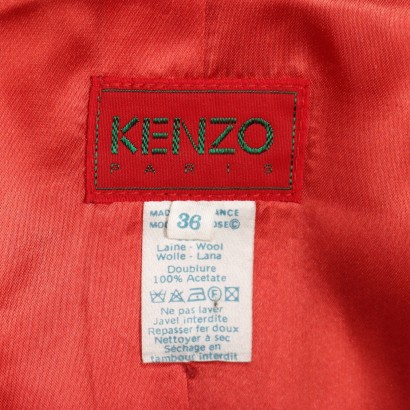 KENZO
PARIS
36
Laine - Wool
Wolle - Lana
Doublure
100% Acetate
Ne pas laver
Javel interdite
Repasser fer doux
Nettoyer à sec
Séchage en
tambour interdit